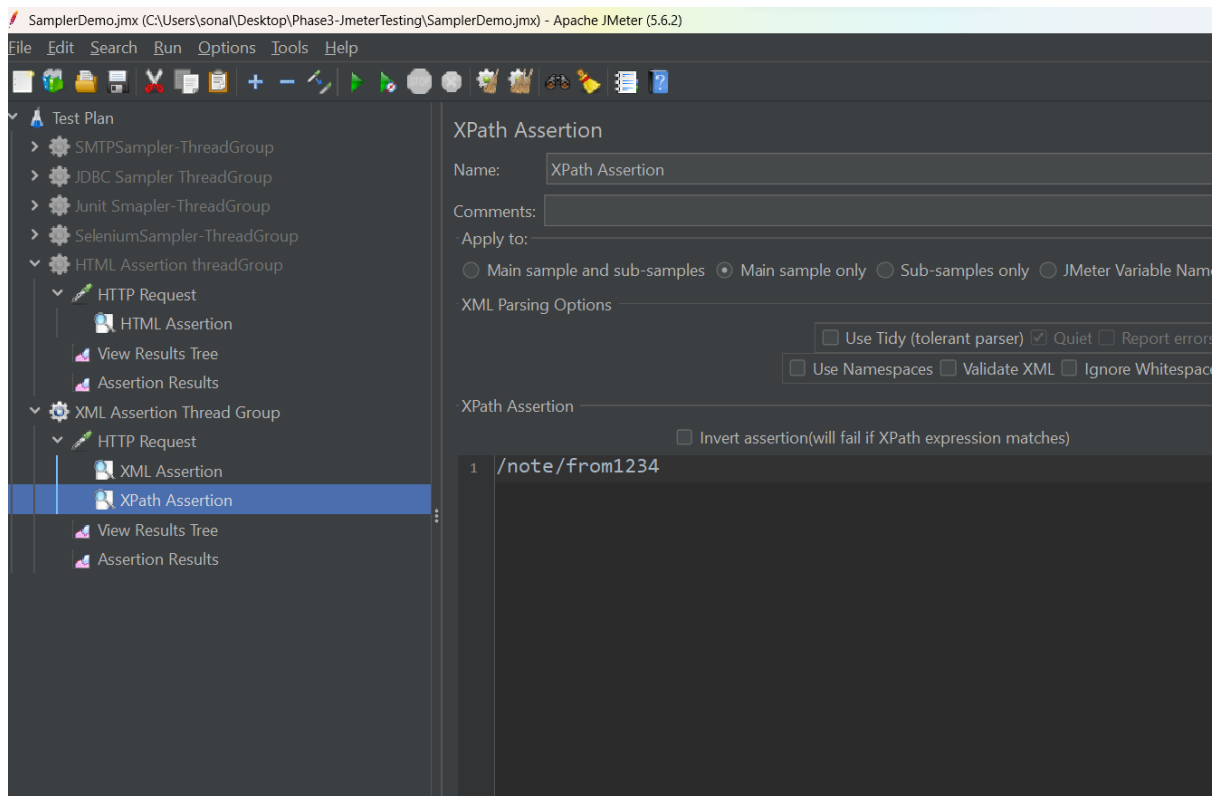 SamplerDemo.jmx (C:\Users\sonal\Desktop\Phase3-JmeterTesting\SamplerDemo.jmx) - Apache JMeter (5.6.2)
File Edit Search Run Options Tools Help
Test Plan
SMTPSampler-ThreadGroup
JDBC Sampler ThreadGroup
Junit Smapler-ThreadGroup
SeleniumSampler-ThreadGroup
HTML Assertion threadGroup
HTTP Request
HTML Assertion
View Results Tree
Assertion Results
XML Assertion Thread Group
HTTP Request
XML Assertion
XPath Assertion
View Results Tree
Assertion Results
XPath Assertion
Name: XPath Assertion
Comments:
Apply to:
Main sample and sub-samples Main sample only Sub-samples only JMeter Variable Name
XML Parsing Options
Use Tidy (tolerant parser) Quiet Report errors
Use Namespaces Validate XML Ignore Whitespace
XPath Assertion
Invert assertion(will fail if XPath expression matches)
1 /note/from1234